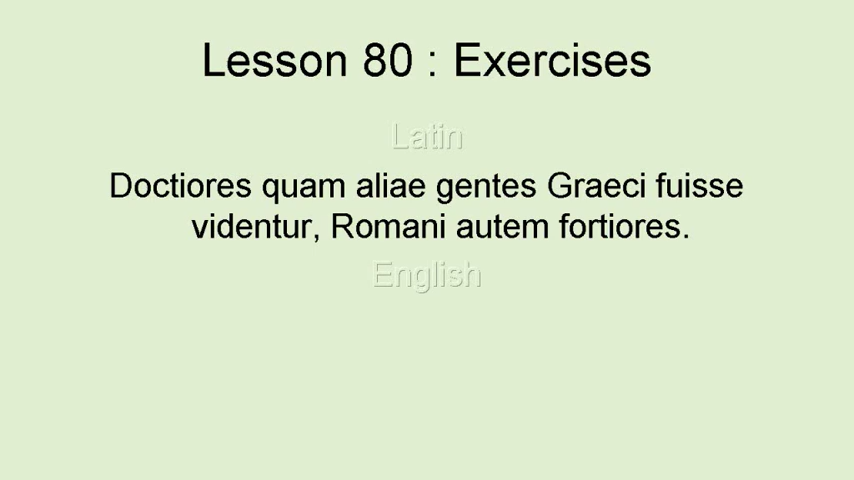 Lesson 80 : Exercises
Latin
Doctiores quam aliae gentes Graeci fuisse
videntur, Romani autem fortiores.
English